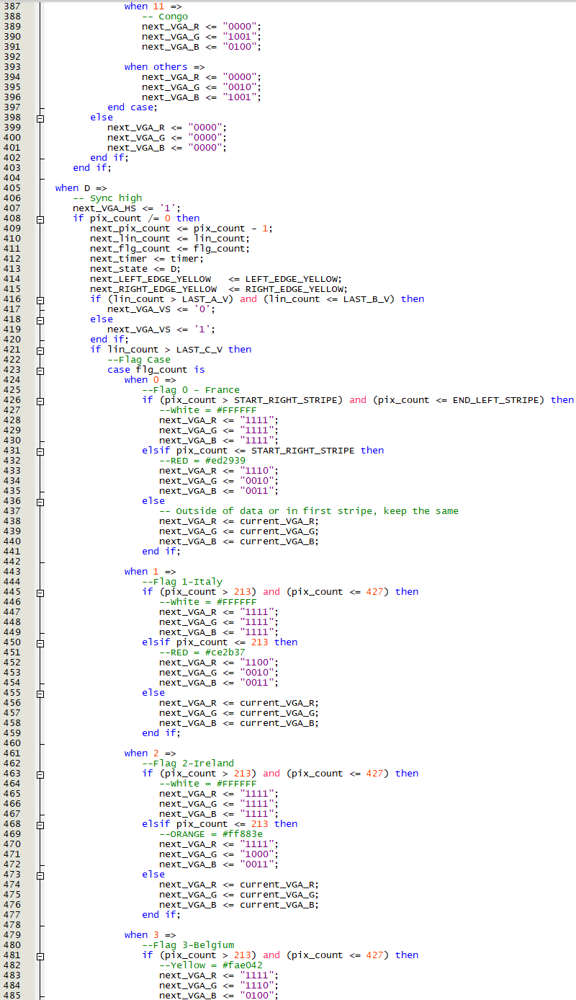 387 when 11 =>
388 -- Congo
389 next_VGA_R <= "0000";
390 next_VGA_G <= "1001";
391 next_VGA_B <= "0100";
392
393 when others =>
394 next_VGA_R <= "0000";
395 next_VGA_G <= "0010";
396 next_VGA_B <= "1001";
397 end case;
398 else
399 next_VGA_R <= "0000";
400 next_VGA_G <= "0000";
401 next_VGA_B <= "0000";
402 end if;
403 end if;
404
405 when D =>
406 -- Sync high
407 next_VGA_HS <= '1';
408 if pix_count /= 0 then
409 next_pix_count <= pix_count - 1;
410 next_lin_count <= lin_count;
411 next_flg_count <= flg_count;
412 next_timer <= timer;
413 next_state <= D;
414 next_LEFT_EDGE_YELLOW <= LEFT_EDGE_YELLOW;
415 next_RIGHT_EDGE_YELLOW <= RIGHT_EDGE_YELLOW;
416 if (lin_count > LAST_A_V) and (lin_count <= LAST_B_V) then
417 next_VGA_VS <= '0';
418 else
419 next_VGA_VS <= '1';
420 end if;
421 if lin_count > LAST_C_V then
422 --Flag Case
423 case flg_count is
424 when 0 =>
425 --Flag 0 - France
426 if (pix_count > START_RIGHT_STRIPE) and (pix_count <= END_LEFT_STRIPE) then
427 --White = #FFFFFF
428 next_VGA_R <= "1111";
429 next_VGA_G <= "1111";
430 next_VGA_B <= "1111";
431 elsif pix_count <= START_RIGHT_STRIPE then
432 --RED = #ed2939
433 next_VGA_R <= "1110";
434 next_VGA_G <= "0010";
435 next_VGA_B <= "0011";
436 else
437 -- Outside of data or in first stripe, keep the same
438 next_VGA_R <= current_VGA_R;
439 next_VGA_G <= current_VGA_G;
440 next_VGA_B <= current_VGA_B;
441 end if;
442
443 when 1 =>
444 --Flag 1-Italy
445 if (pix_count > 213) and (pix_count <= 427) then
446 --White = #FFFFFF
447 next_VGA_R <= "1111";
448 next_VGA_G <= "1111";
449 next_VGA_B <= "1111";
450 elsif pix_count <= 213 then
451 --RED = #ce2b37
452 next_VGA_R <= "1100";
453 next_VGA_G <= "0010";
454 next_VGA_B <= "0011";
455 else
456 next_VGA_R <= current_VGA_R;
457 next_VGA_G <= current_VGA_G;
458 next_VGA_B <= current_VGA_B;
459 end if;
460
461 when 2 =>
462 --Flag 2-Ireland
463 if (pix_count > 213) and (pix_count <= 427) then
464 --White = #FFFFFF
465 next_VGA_R <= "1111";
466 next_VGA_G <= "1111";
467 next_VGA_B <= "1111";
468 elsif pix_count <= 213 then
469 --ORANGE = #ff883e
470 next_VGA_R <= "1111";
471 next_VGA_G <= "1000";
472 next_VGA_B <= "0011";
473 else
474 next_VGA_R <= current_VGA_R;
475 next_VGA_G <= current_VGA_G;
476 next_VGA_B <= current_VGA_B;
477 end if;
478
479 when 3 =>
480 --Flag 3-Belgium
481 if (pix_count > 213) and (pix_count <= 427) then
482 --Yellow = #fae042
483 next_VGA_R <= "1111";
484 next_VGA_G <= "1110";
485 next_VGA_B <= "0100";